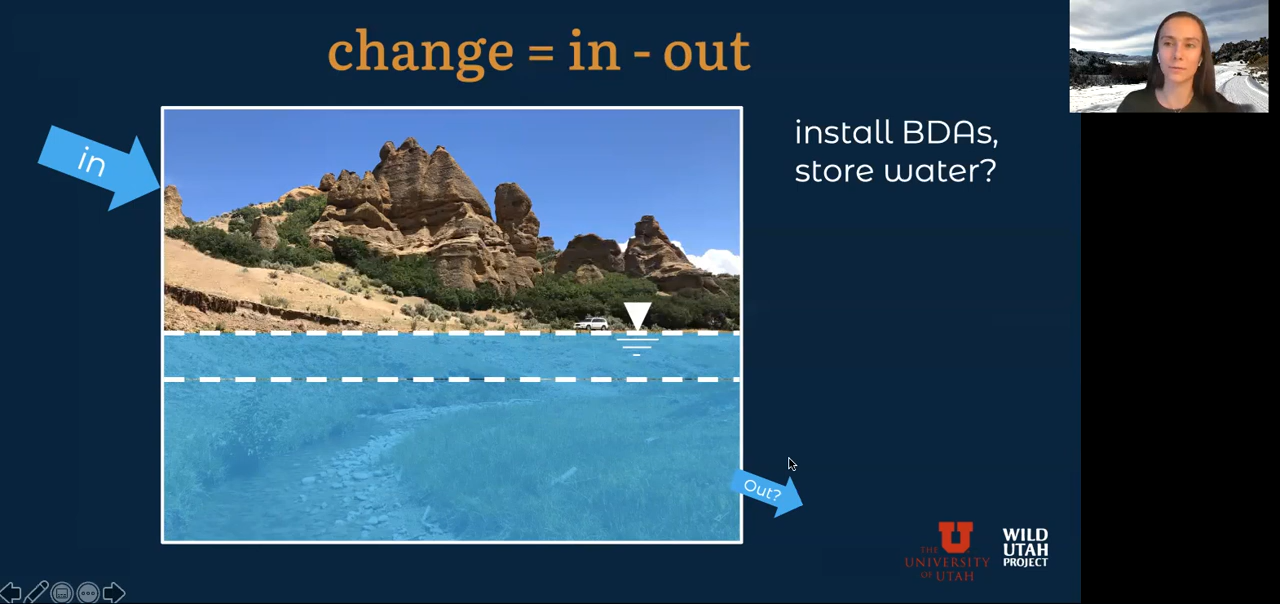 change = in - out
in
install BDAs,
store water?
Out?
THE
UNIVERSITY
OF UTAH
U
WILD
UTAH
PROJECT